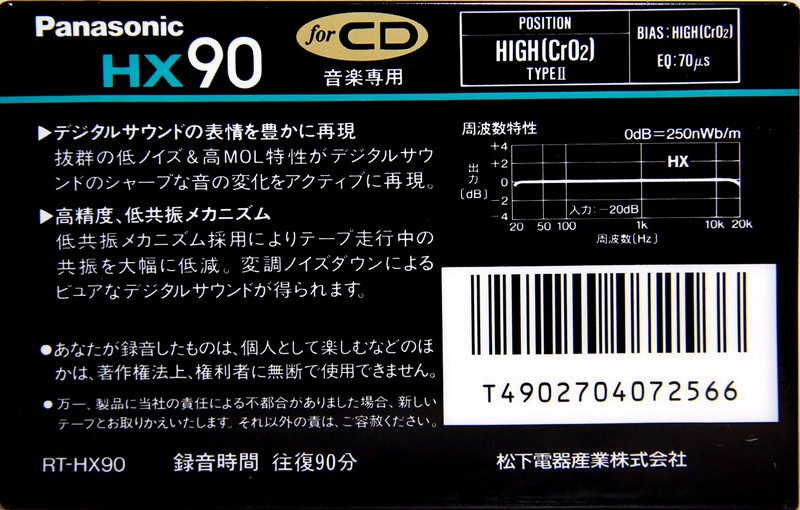 Panasonic
HX90
for CD
音楽専用
POSITION
HIGH(CrO2)
TYPE II
BIAS:HIGH(CrO2)
EQ:70μs
▶デジタルサウンドの表情を豊かに再現
抜群の低ノイズ&高MOL特性がデジタルサウ
ンドのシャープな音の変化をアクティブに再現。
▶高精度、低共振メカニズム
低共振メカニズム採用によりテープ走行中の
共振を大幅に低減。変調ノイズダウンによる
ピュアなデジタルサウンドが得られます。
●あなたが録音したものは、個人として楽しむなどのほ
かは、著作権法上、権利者に無断で使用できません。
●万一、製品に当社の責任による不都合がありました場合、新しい
テープとお取りかえいたします。それ以外の責は、ご容赦ください。
RT-HX90 録音時間 往復90分
周波数特性 0dB=250nWb/m
出力(dB)
+4
+2
0
-2
-4
HX
入力:-20dB
20 50 100 1k 10k 20k
周波数(Hz)
T4902704072566
松下電器産業株式会社